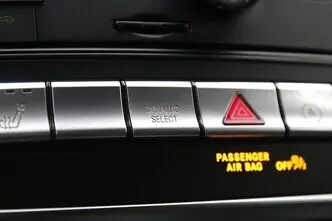 DYNAMIC
SELECT
PASSENGER
AIR BAG OFF